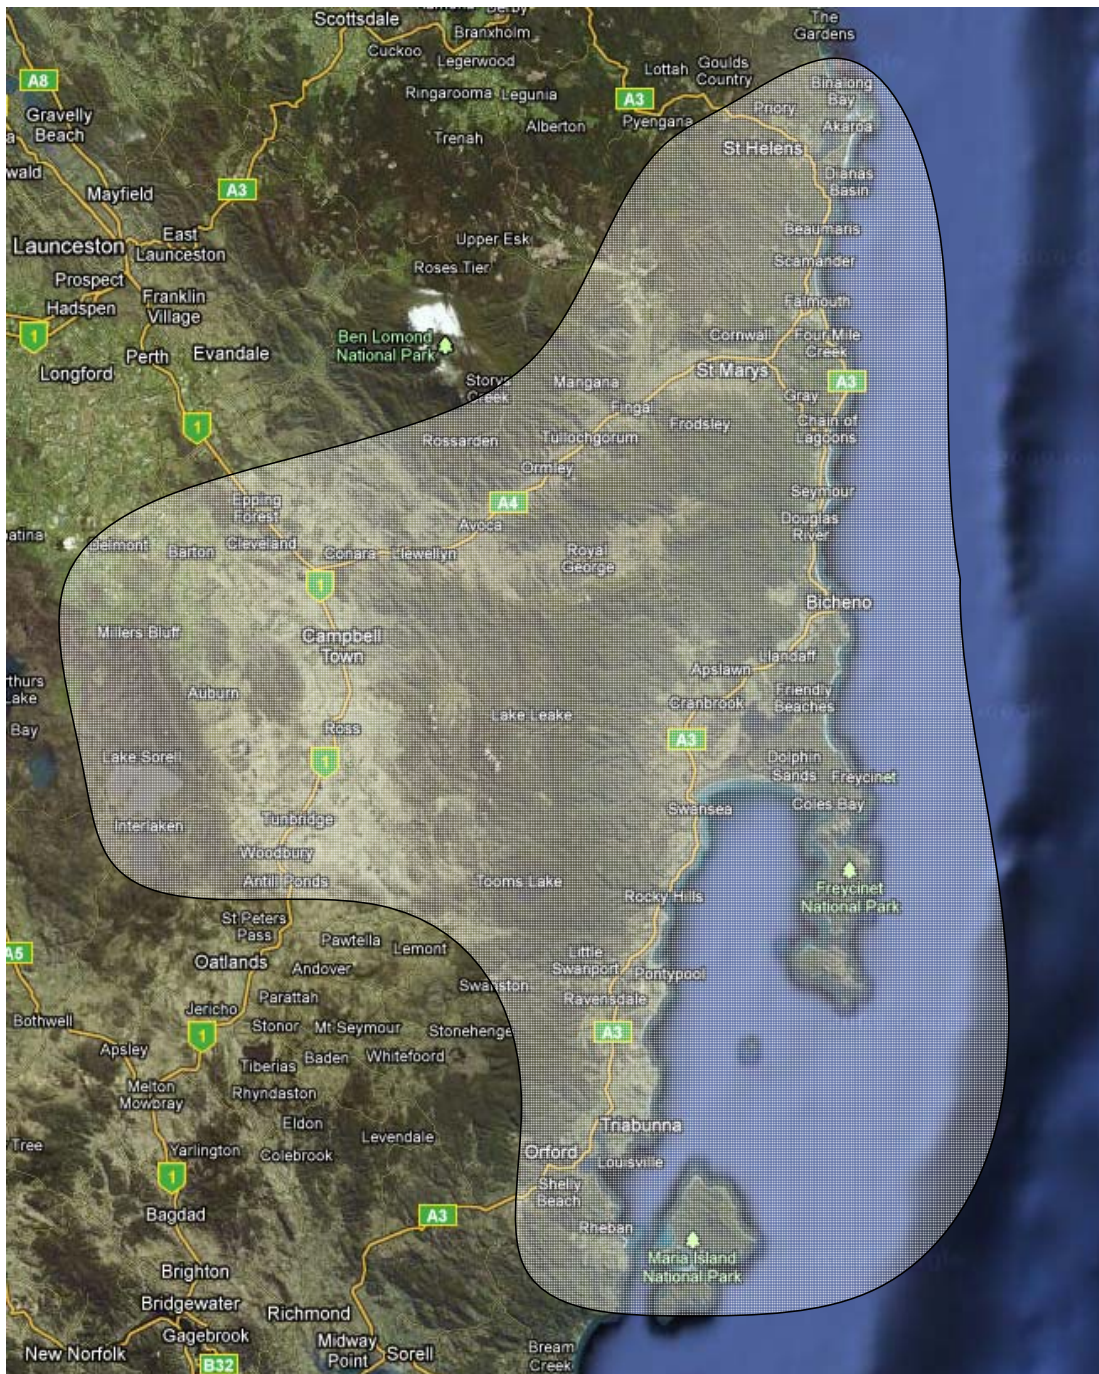 Scottsdale
Derby
The
Gardens
Branxholm
Cuckoo
Legerwood
Lottah
Goulds
Country
A8
Binalong
Bay
Ringarooma
Legunia
A3
Priory
Gravelly
Beach
Pyengana
Alberton
Akaroa
Trenah
St Helens
wald
Dianas
Basin
A3
Mayfield
Beaumaris
East
Launceston
Upper Esk
Launceston
Scamander
Roses Tier
Prospect
Franklin
Village
Falmouth
Hadspen
Ben Lomond
National Park
Cornwall
Four Mile
Creek
1
Perth
Evandale
St Marys
Longford
Storys
Creek
Mangana
A3
Gray
Fingal
1
Frodsley
Chain of
Lagoons
Rossarden
Tullochgorum
Ormley
Seymour
Epping
Forest
A4
Douglas
River
Avoca
atina
Delmont
Barton
Cleveland
Conara
Llewellyn
Royal
George
1
Bicheno
Millers Bluff
Campbell
Town
Llandaff
Apslawn
rthurs
Lake
Auburn
Friendly
Beaches
Cranbrook
Bay
Ross
Lake Leake
A3
Lake Sorell
1
Dolphin
Sands
Freycinet
Swansea
Coles Bay
Interlaken
Tunbridge
Woodbury
Antill Ponds
Tooms Lake
Rocky Hills
Freycinet
National Park
St Peters
Pass
Pawtella
Lemont
A5
Oatlands
Andover
Little
Swanport
Pontypool
Swanston
Parattah
Ravensdale
Jericho
Bothwell
Stonor
Mt Seymour
Stonehenge
A3
1
Apsley
Baden
Whitefoord
Tiberias
Melton
Mowbray
Rhyndaston
Eldon
Triabunna
Levendale
Tree
Yarlington
Colebrook
Orford
Louisville
1
Shelly
Beach
Bagdad
A3
Rheban
Maria Island
National Park
Brighton
Bridgewater
Richmond
Gagebrook
Midway
Point
New Norfolk
Sorell
Bream
Creek
B32